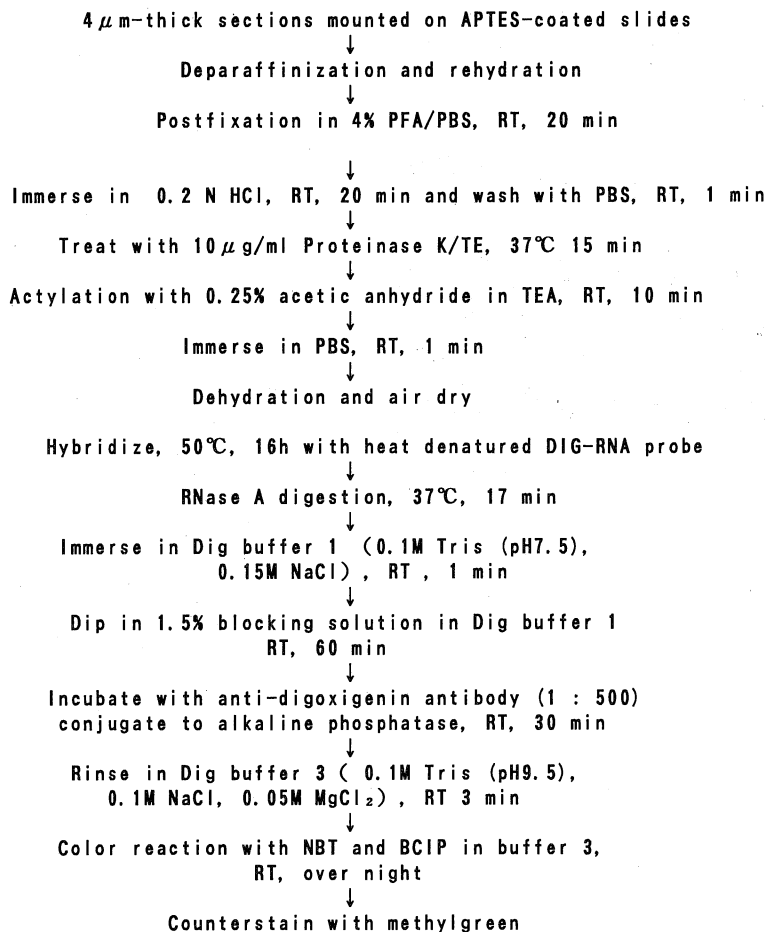 4μm-thick sections mounted on APTES-coated slides
↓
Deparaffinization and rehydration
↓
Postfixation in 4% PFA/PBS, RT, 20 min
↓
Immerse in 0.2 N HCl, RT, 20 min and wash with PBS, RT, 1 min
↓
Treat with 10μg/ml Proteinase K/TE, 37℃ 15 min
↓
Actylation with 0.25% acetic anhydride in TEA, RT, 10 min
↓
Immerse in PBS, RT, 1 min
↓
Dehydration and air dry
Hybridize, 50℃, 16h with heat denatured DIG-RNA probe
↓
RNase A digestion, 37℃, 17 min
↓
Immerse in Dig buffer 1 (0.1M Tris (pH7.5),
0.15M NaCl), RT, 1 min
↓
Dip in 1.5% blocking solution in Dig buffer 1
RT, 60 min
↓
Incubate with anti-digoxigenin antibody (1 : 500)
conjugate to alkaline phosphatase, RT, 30 min
↓
Rinse in Dig buffer 3 ( 0.1M Tris (pH9.5),
0.1M NaCl, 0.05M MgCl₂), RT 3 min
↓
Color reaction with NBT and BCIP in buffer 3,
RT, over night
↓
Counterstain with methylgreen